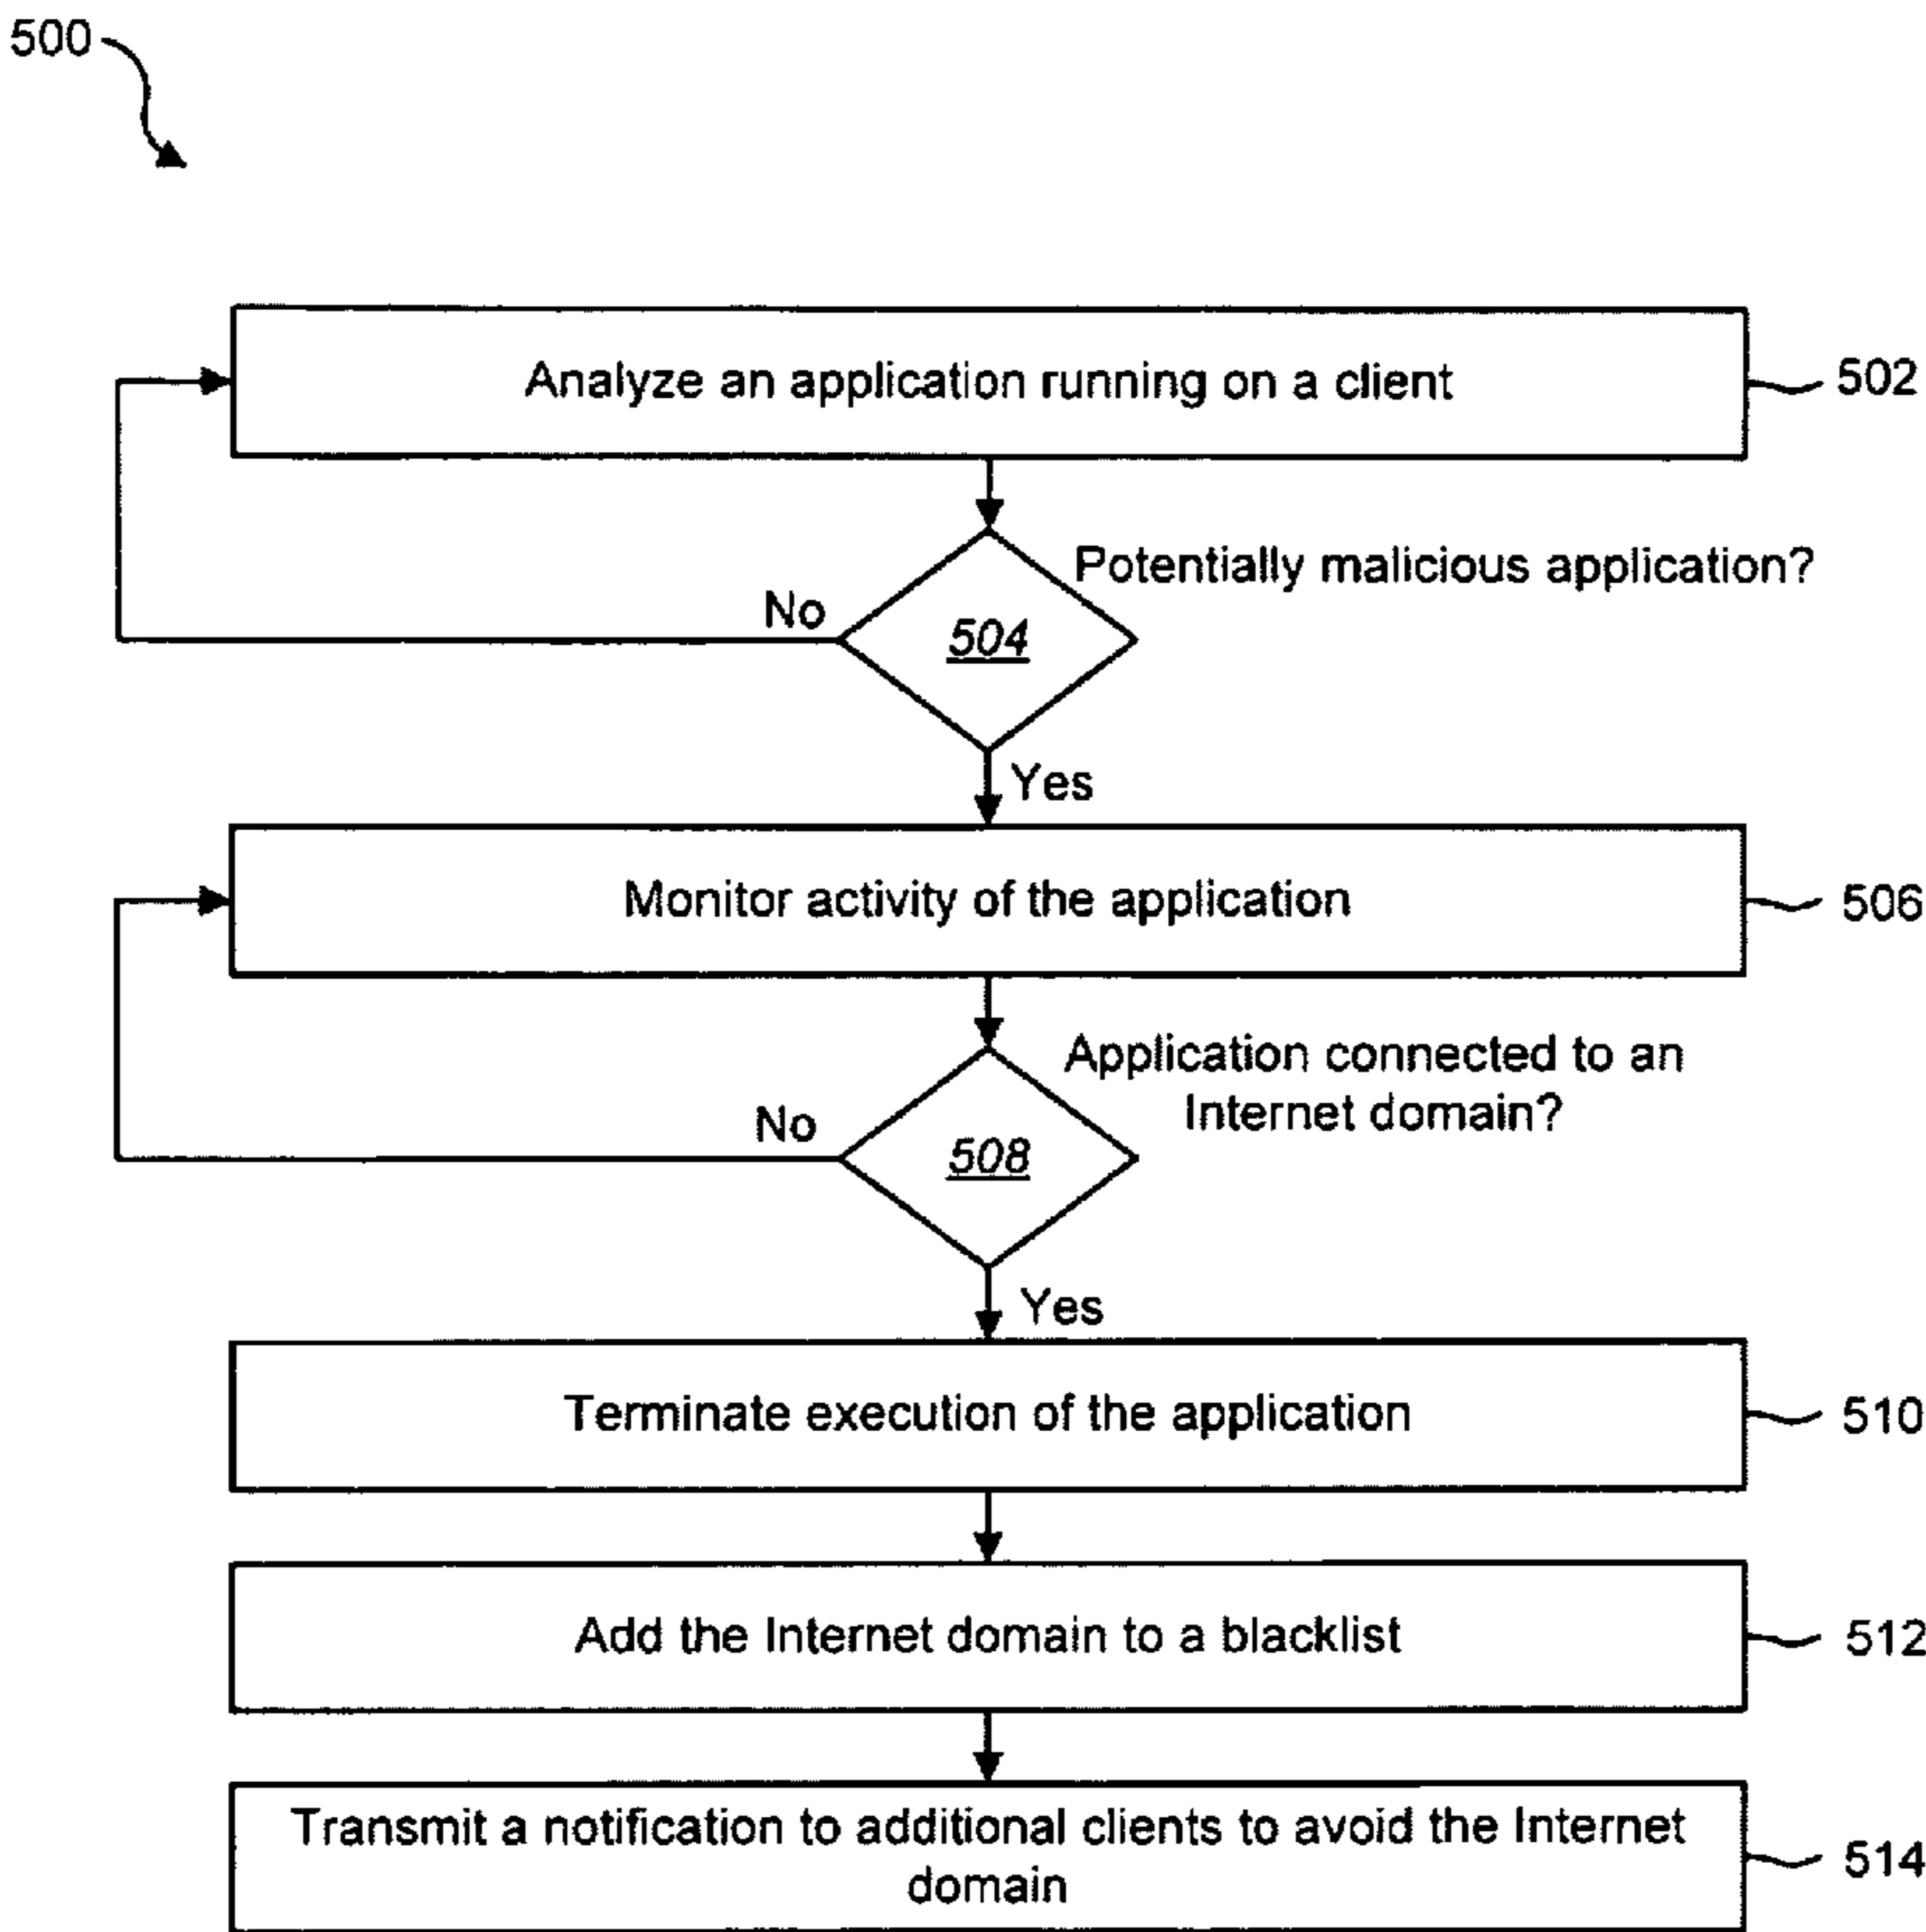 500
Analyze an application running on a client
502
Potentially malicious application?
No
504
Yes
Monitor activity of the application
506
Application connected to an
Internet domain?
No
508
Yes
Terminate execution of the application
510
Add the Internet domain to a blacklist
512
Transmit a notification to additional clients to avoid the Internet
domain
514